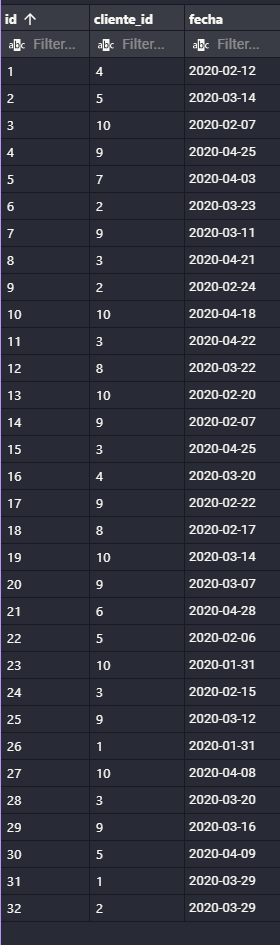 id ↑ cliente_id fecha
abc Filter... abc Filter...
1 4 2020-02-12
2 5 2020-03-14
3 10 2020-02-07
4 9 2020-04-25
5 7 2020-04-03
6 2 2020-03-23
7 9 2020-03-11
8 3 2020-04-21
9 2 2020-02-24
10 10 2020-04-18
11 3 2020-04-22
12 8 2020-03-22
13 10 2020-02-20
14 9 2020-02-07
15 3 2020-04-25
16 4 2020-03-20
17 9 2020-02-22
18 8 2020-02-17
19 10 2020-03-14
20 9 2020-03-07
21 6 2020-04-28
22 5 2020-02-06
23 10 2020-01-31
24 3 2020-02-15
25 9 2020-03-12
26 1 2020-01-31
27 10 2020-04-08
28 3 2020-03-20
29 9 2020-03-16
30 5 2020-04-09
31 1 2020-03-29
32 2 2020-03-29